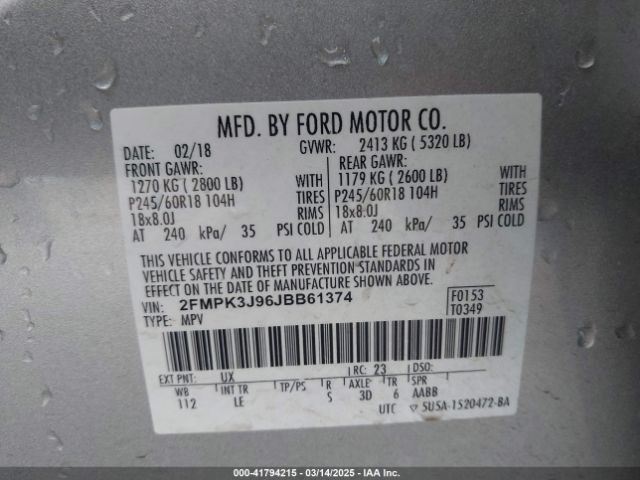 MFD. BY FORD MOTOR CO.
DATE: 02/18 GVWR: 2413 KG ( 5320 LB)
FRONT GAWR: REAR GAWR:
1270 KG ( 2800 LB) WITH 1179 KG ( 2600 LB) WITH
P245/60R18 104H TIRES P245/60R18 104H TIRES
18x8.0J RIMS 18x8.0J RIMS
AT 240 kPa/ 35 PSI COLD AT 240 kPa/ 35 PSI COLD
THIS VEHICLE CONFORMS TO ALL APPLICABLE FEDERAL MOTOR
VEHICLE SAFETY AND THEFT PREVENTION STANDARDS IN
EFFECT ON THE DATE OF MANUFACTURE SHOWN ABOVE.
VIN: 2FMPK3J96JBB61374 F0153
TYPE: MPV T0349
EXT PNT: UX RC: 23 DSO:
WB INT TR TP/PS R AXLE TR SPR
112 LE S 3D 6 AABB
UTC ▽ 5U5A-1520472-BA
000-41794215 - 03/14/2025 - IAA Inc.